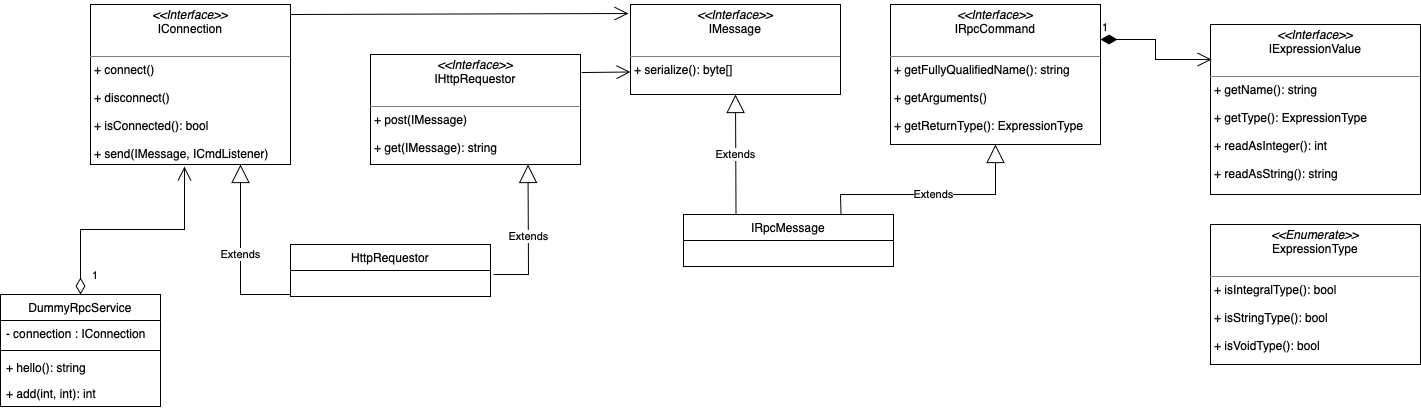 <<Interface>>
IConnection
+ connect()
+ disconnect()
+ isConnected(): bool
+ send(IMessage, ICmdListener)
<<Interface>>
IHttpRequestor
+ post(IMessage)
+ get(IMessage): string
<<Interface>>
IMessage
+ serialize(): byte[]
<<Interface>>
IRpcCommand
+ getFullyQualifiedName(): string
+ getArguments()
+ getReturnType(): ExpressionType
1
<<Interface>>
IExpressionValue
+ getName(): string
+ getType(): ExpressionType
+ readAsInteger(): int
+ readAsString(): string
Extends
Extends
Extends
Extends
IRpcMessage
HttpRequestor
<<Enumerate>>
ExpressionType
+ isIntegralType(): bool
+ isStringType(): bool
+ isVoidType(): bool
1
DummyRpcService
- connection : IConnection
+ hello(): string
+ add(int, int): int